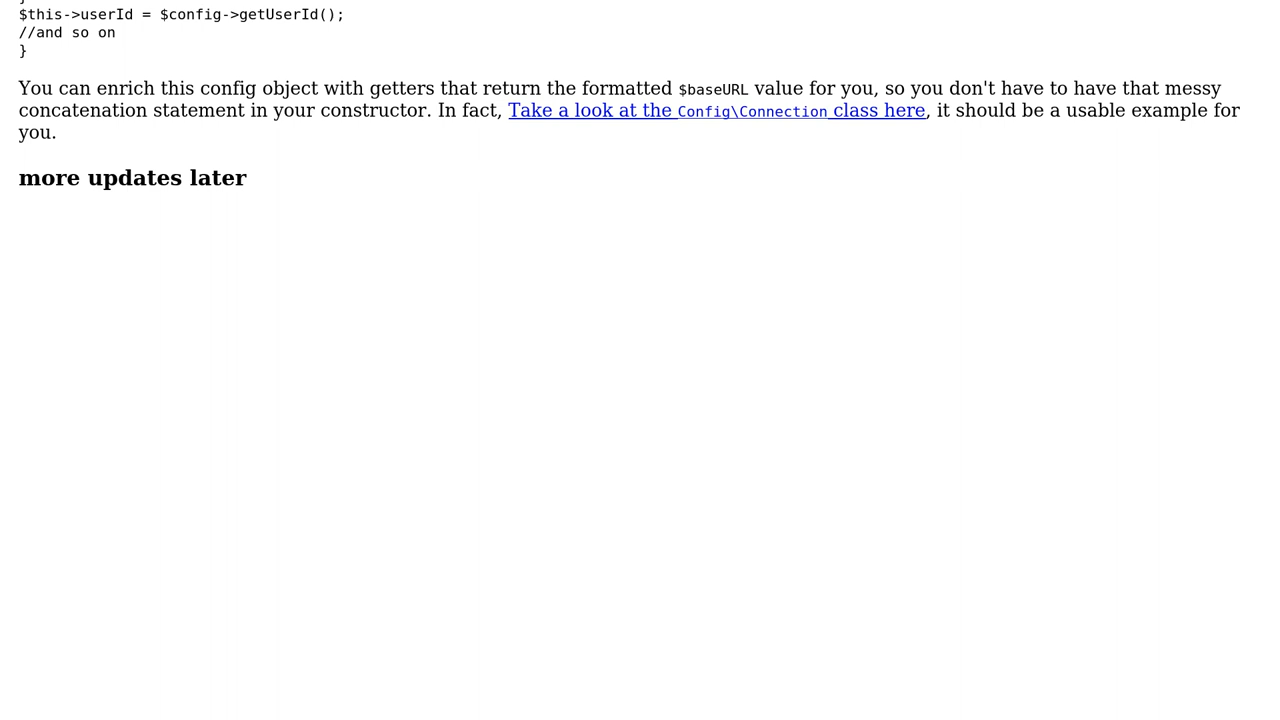 }
$this->userId = $config->getUserId();
//and so on
}
You can enrich this config object with getters that return the formatted $baseURL value for you, so you don't have to have that messy
concatenation statement in your constructor. In fact, Take a look at the Config\Connection class here, it should be a usable example for
you.
more updates later